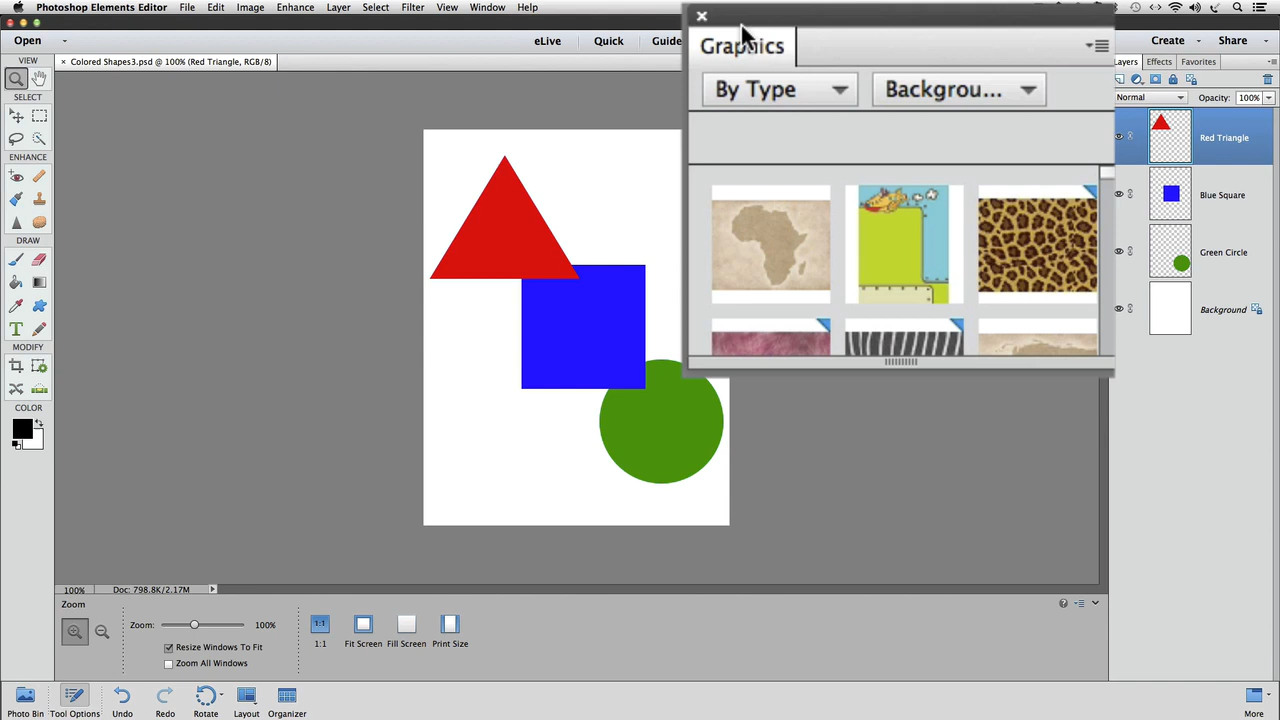 Photoshop Elements Editor File Edit Image Enhance Layer Select Filter View Window Help
Open eLive Quick Guide Create Share
Graphics
By Type Backgrou...
VIEW
SELECT
ENHANCE
DRAW
MODIFY
COLOR
× Colored Shapes3.psd @ 100% (Red Triangle, RGB/8)
Layers Effects Favorites
Normal Opacity: 100%
Red Triangle
Blue Square
Green Circle
Background
100% Doc: 798.8K/2.17M
Zoom
Zoom: 100%
Resize Windows To Fit
Zoom All Windows
1:1
1:1 Fit Screen Fill Screen Print Size
Photo Bin Tool Options Undo Redo Rotate Layout Organizer More